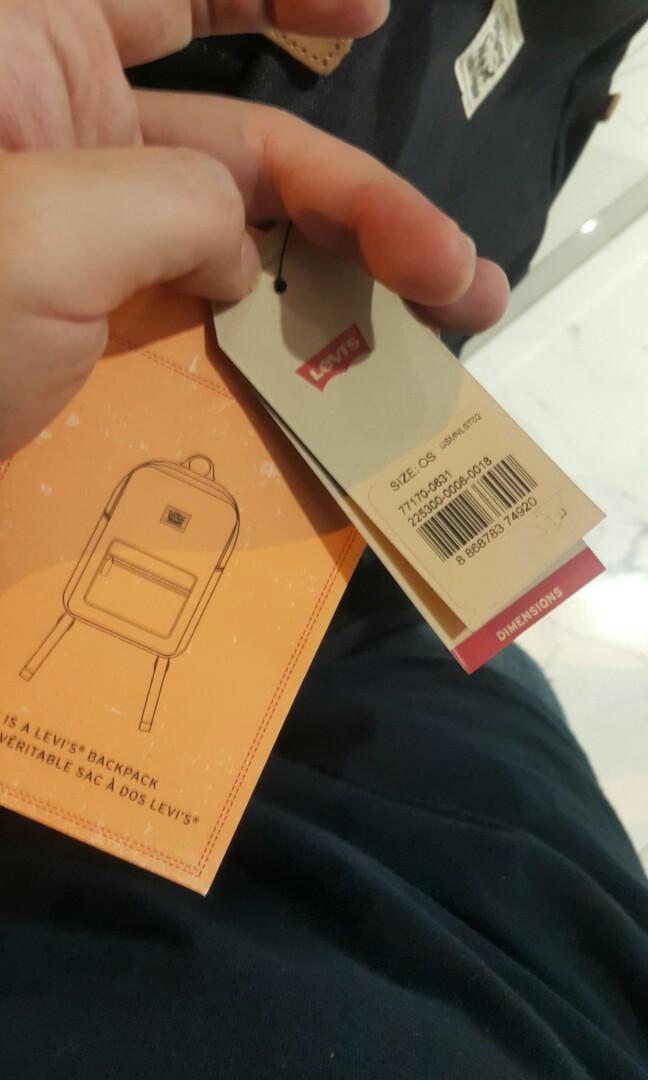 LEVI'S
SIZE: OS USMNLST02
77170-0631
225300-0006-0018
8 868783 74920
DIMENSIONS
IS A LEVI'S® BACKPACK
VÉRITABLE SAC À DOS LEVI'S®